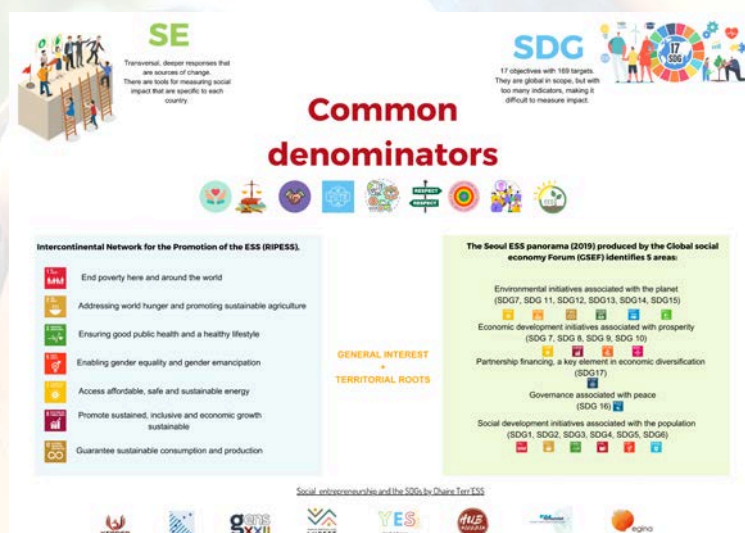 SE
Transversal, deeper responses that
are sources of change.
There are tools for measuring social
impact that are specific to each
country.
SDG
17 objectives with 169 targets.
They are global in scope, but with
too many indicators, making it
difficult to measure impact.
17
SDG
Common
denominators
RESPECT
RESPECT
Intercontinental Network for the Promotion of the ESS (RIPESS),
End poverty here and around the world
Addressing world hunger and promoting sustainable agriculture
Ensuring good public health and a healthy lifestyle
Enabling gender equality and gender emancipation
Access affordable, safe and sustainable energy
Promote sustained, inclusive and economic growth
sustainable
Guarantee sustainable consumption and production
GENERAL INTEREST
+
TERRITORIAL ROOTS
The Seoul ESS panorama (2019) produced by the Global social
economy Forum (GSEF) identifies 5 areas:
Environmental initiatives associated with the planet
(SDG7, SDG 11, SDG12, SDG13, SDG14, SDG15)
Economic development initiatives associated with prosperity
(SDG 7, SDG 8, SDG 9, SDG 10)
Partnership financing, a key element in economic diversification
(SDG17)
Governance associated with peace
(SDG 16)
Social development initiatives associated with the population
(SDG1, SDG2, SDG3, SDG4, SDG5, SDG6)
Social entrepreneurship and the SDGs by Chaire Terr'ESS
gens
YES
egina